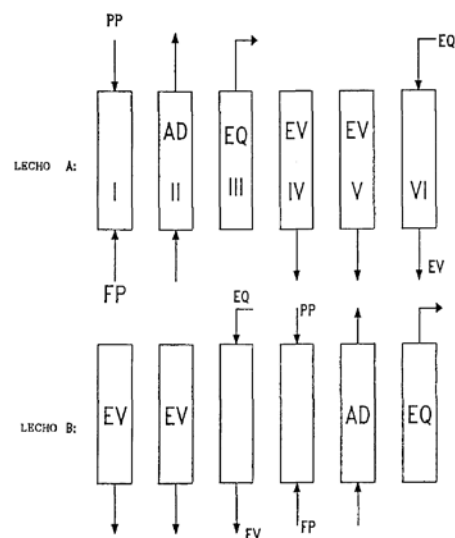 PP
EQ
LECHO A:
I
AD
II
EQ
III
EV
IV
EV
V
VI
FP
EV
EQ
PP
LECHO B:
EV
EV
AD
EQ
EV
FP